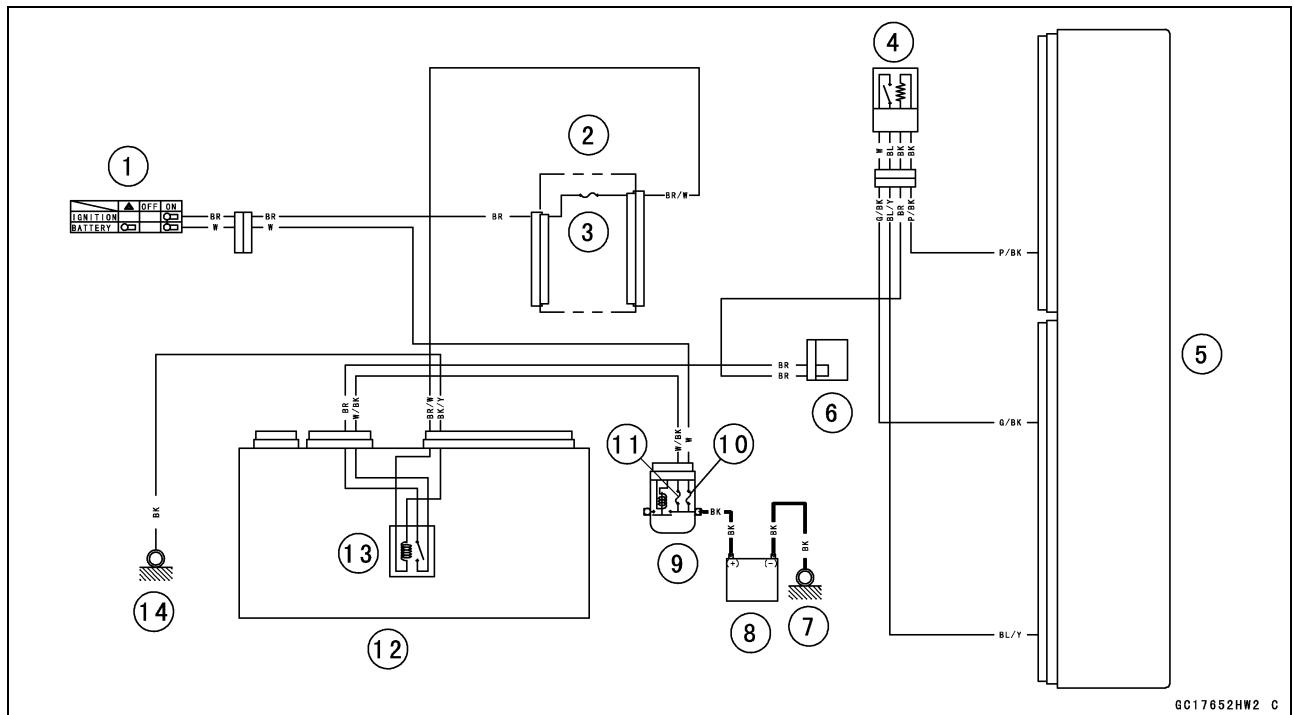 1
2
3
4
5
6
7
8
9
10
11
12
13
14
▲ OFF ON
IGNITION
BATTERY
BR
W
BR
W
BR
BR/W
W
BL
BK
BK
G/BK
BL/Y
BR
P/BK
P/BK
G/BK
BL/Y
BR
BR
BR
W/BK
BR/W
BK/Y
W/BK
W
BK
BK
(+)
BK
(-)
BK
BK
GC17652HW2 C